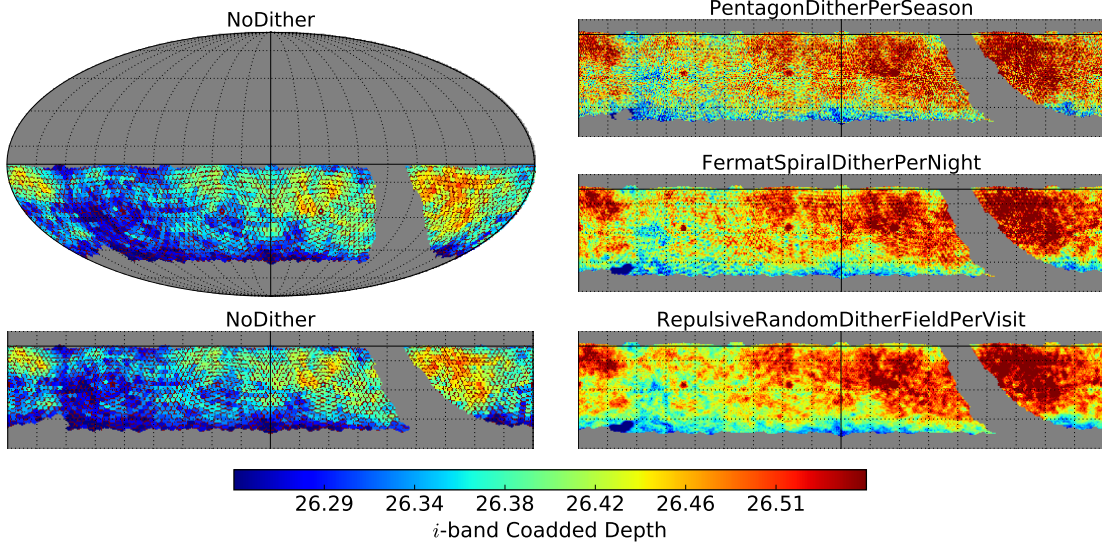 NoDither
PentagonDitherPerSeason
FermatSpiralDitherPerNight
NoDither
RepulsiveRandomDitherFieldPerVisit
26.29 26.34 26.38 26.42 26.46 26.51
i-band Coadded Depth